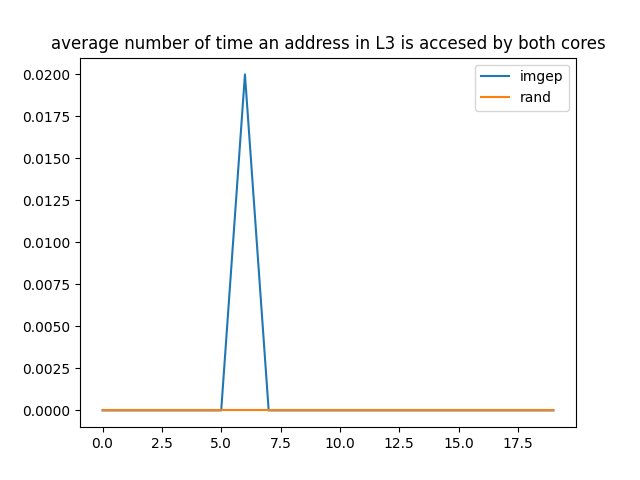 average number of time an address in L3 is accesed by both cores
imgep
rand
0.0200
0.0175
0.0150
0.0125
0.0100
0.0075
0.0050
0.0025
0.0000
0.0 2.5 5.0 7.5 10.0 12.5 15.0 17.5